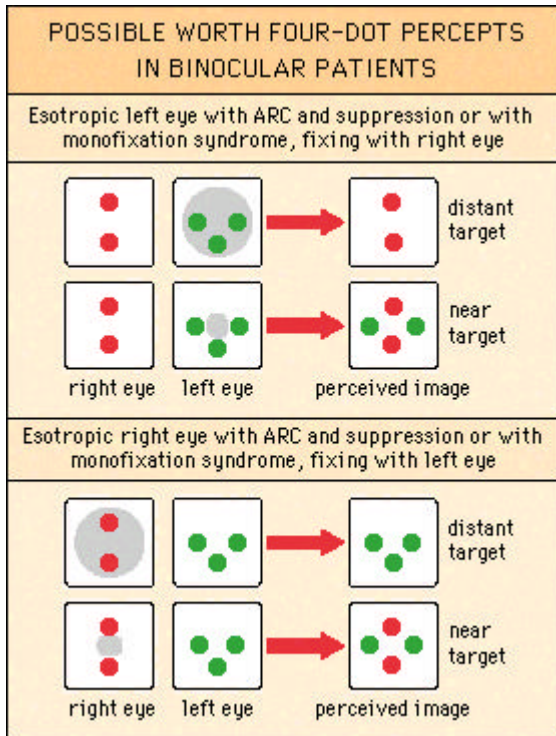 POSSIBLE WORTH FOUR-DOT PERCEPTS
IN BINOCULAR PATIENTS
Esotropic left eye with ARC and suppression or with
monofixation syndrome, fixing with right eye
distant
target
near
target
right eye left eye perceived image
Esotropic right eye with ARC and suppression or with
monofixation syndrome, fixing with left eye
distant
target
near
target
right eye left eye perceived image